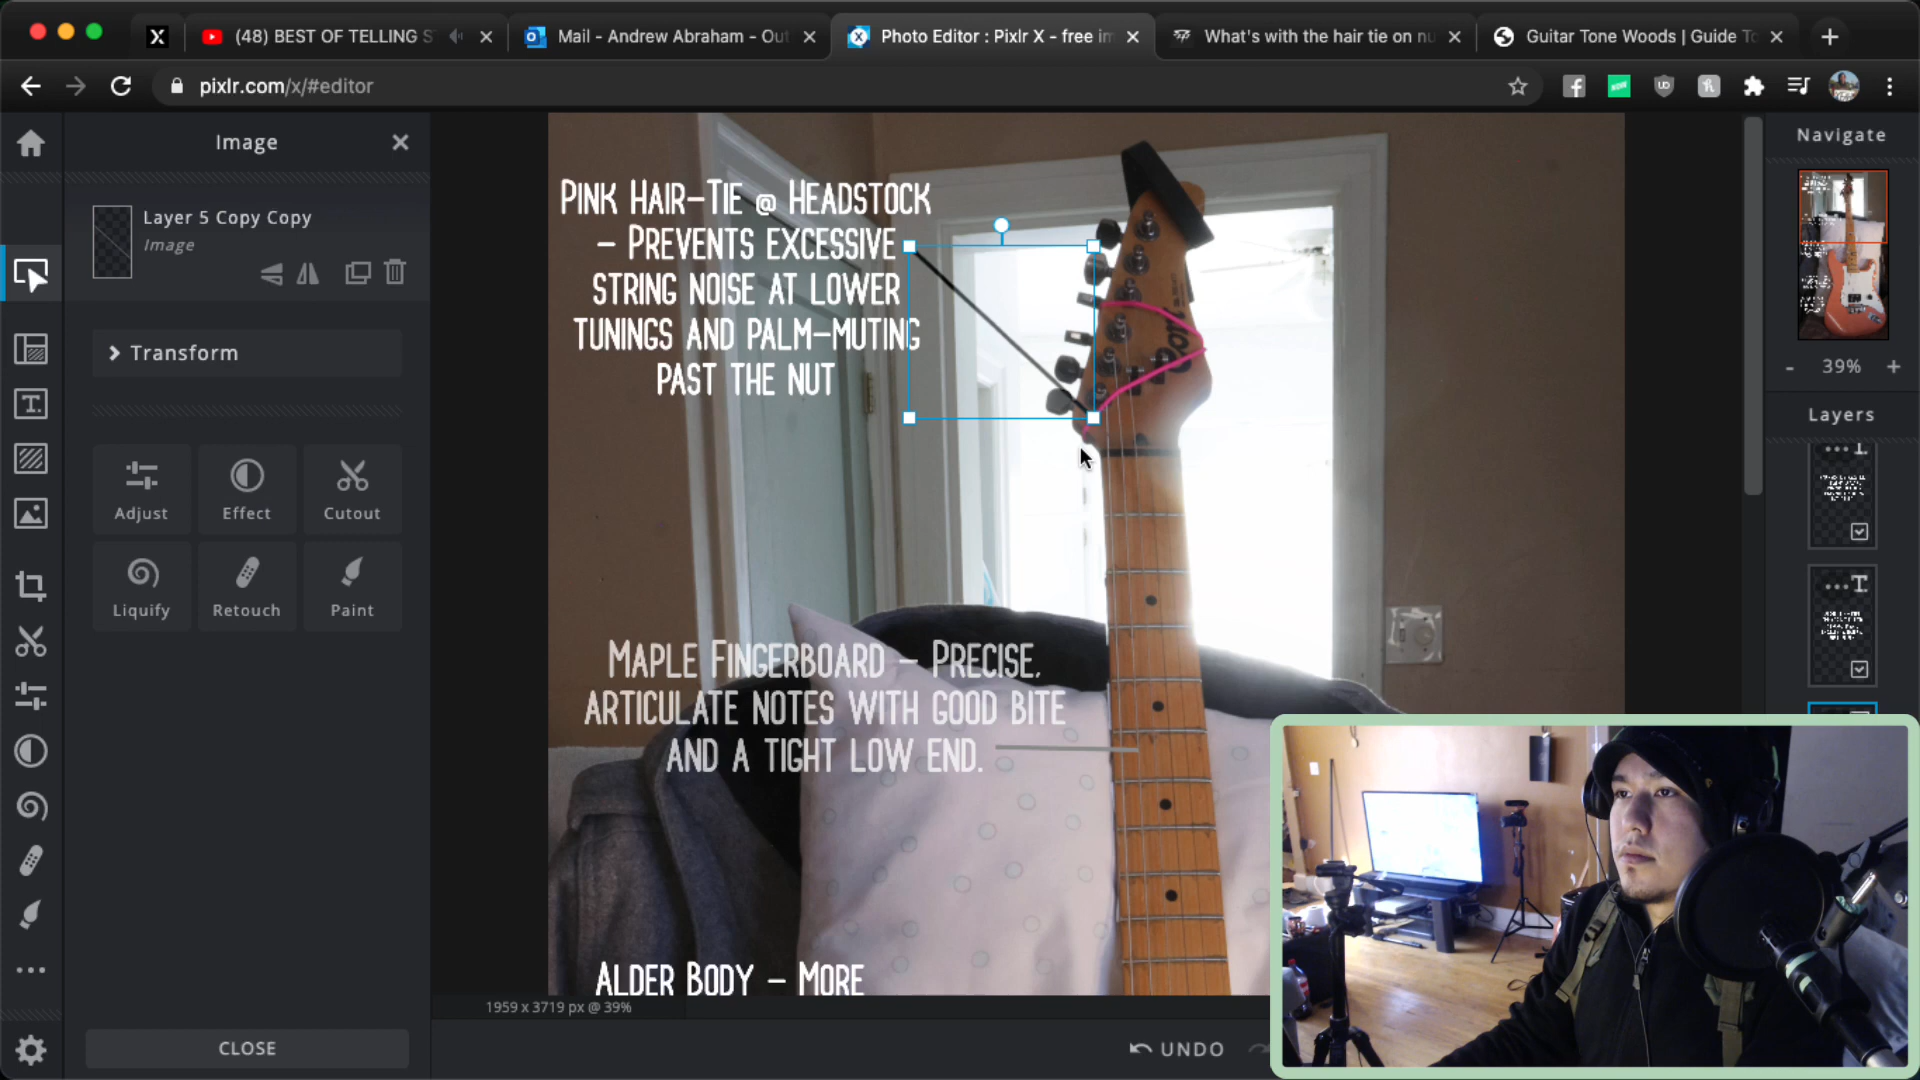 (48) BEST OF TELLING S
Mail - Andrew Abraham - Out
Photo Editor : Pixlr X - free im
What's with the hair tie on nu
Guitar Tone Woods | Guide To
pixlr.com/x/#editor
Image
Layer 5 Copy Copy
Image
Transform
Adjust
Effect
Cutout
Liquify
Retouch
Paint
CLOSE
PINK HAIR-TIE @ HEADSTOCK
- PREVENTS EXCESSIVE
STRING NOISE AT LOWER
TUNINGS AND PALM-MUTING
PAST THE NUT
MAPLE FINGERBOARD - PRECISE,
ARTICULATE NOTES WITH GOOD BITE
AND A TIGHT LOW END.
ALDER BODY - MORE
1959 x 3719 px @ 39%
UNDO
Navigate
- 39% +
Layers